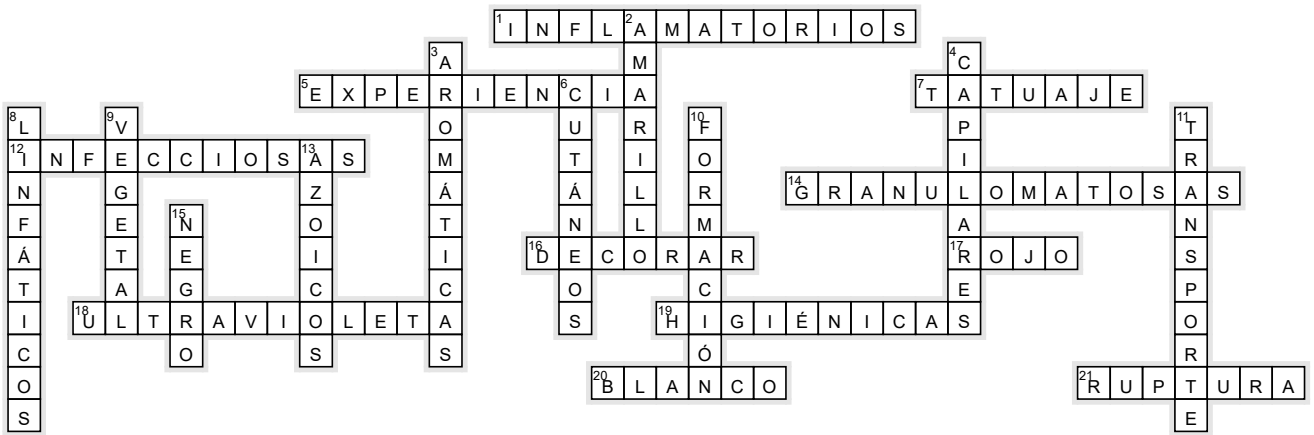 1 INFLAMATORIOS
2 AMARILLO
3 AROMÁTICAS
4 CAPILARES
5 EXPERIENCIA
6 CUTÁNEOS
7 TATUAJE
8 LINFÁTICOS
9 VEGETAL
10 FORMACIÓN
11 TRANSPORTE
12 INFECCIOSAS
13 AZOICOS
14 GRANULOMATOSAS
15 NEGRO
16 DECORAR
17 ROJO
18 ULTRAVIOLETA
19 HIGIÉNICAS
20 BLANCO
21 RUPTURA